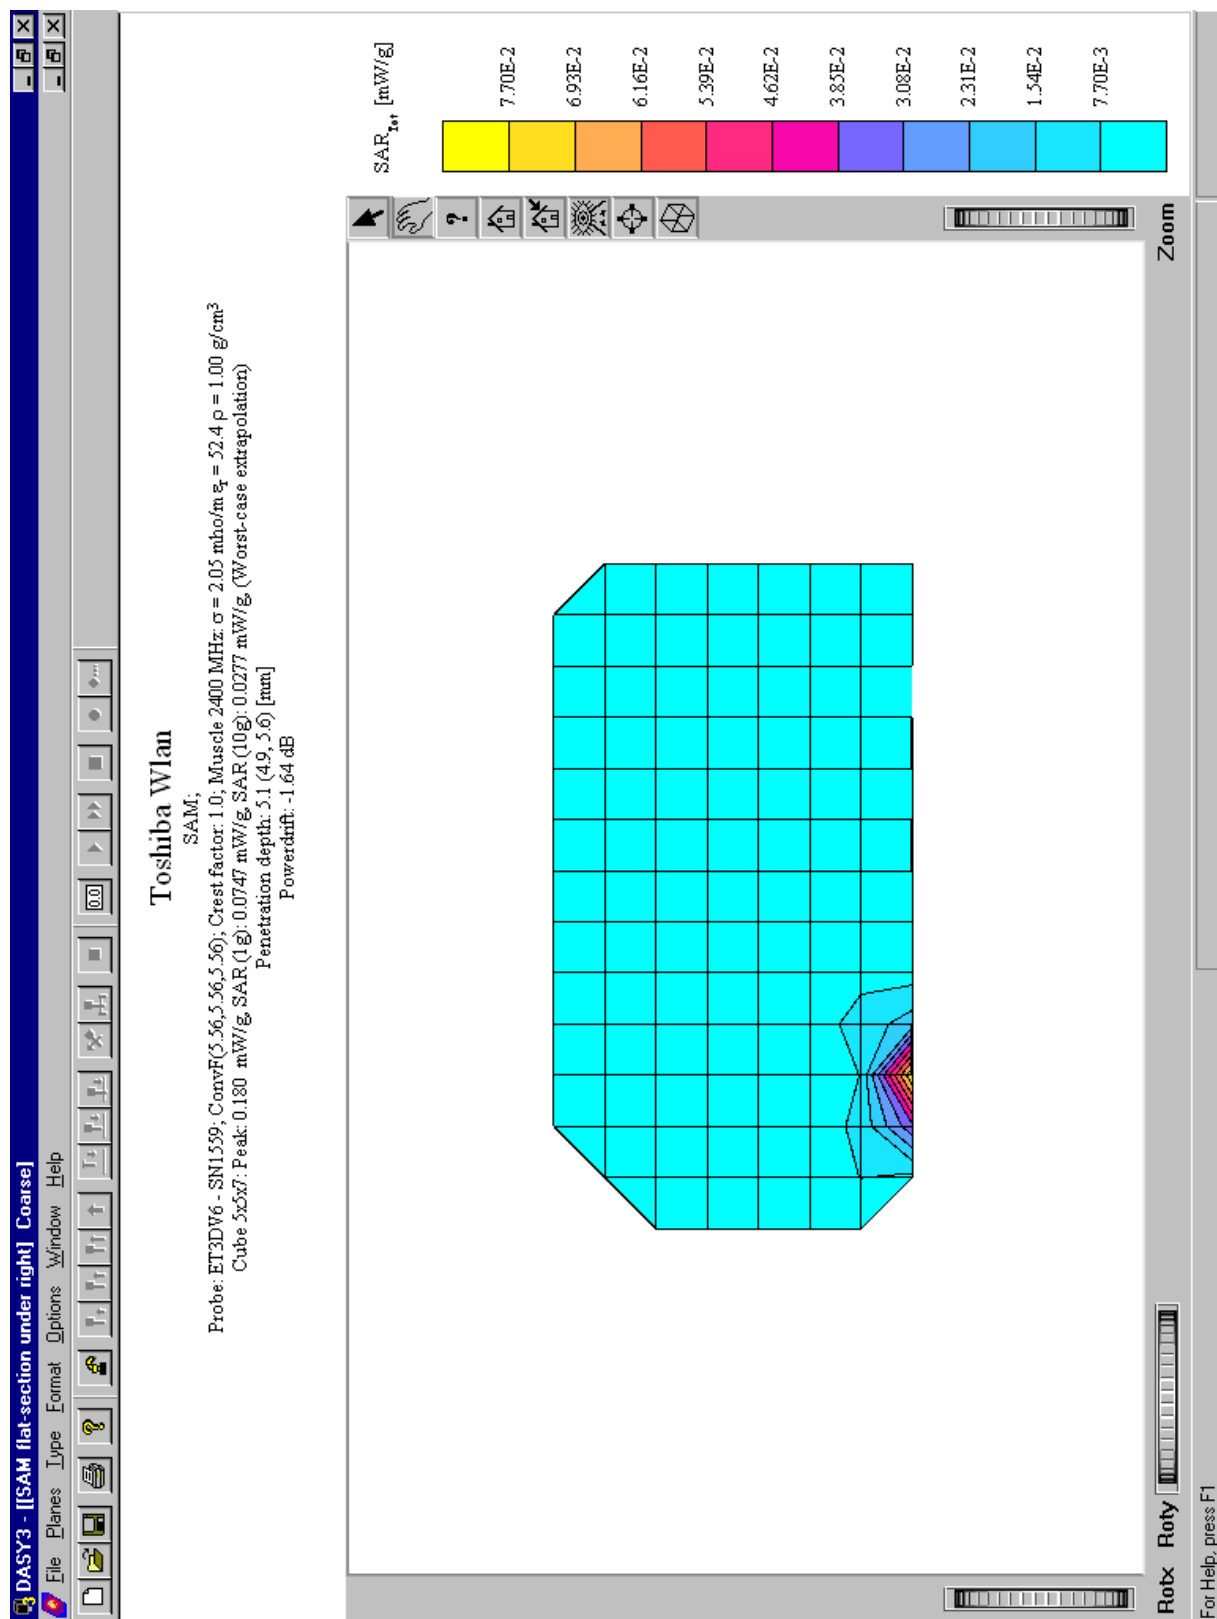 DASY3 - [[SAM flat-section under right]  Coarse]
File Planes Type Format Options Window Help
0.0
Toshiba Wlan
SAM;
Probe: ET3DV6 - SN1559; ConvF(5.56,5.56,5.56); Crest factor: 1.0; Muscle 2400 MHz: σ = 2.05 mho/m εr = 52.4 ρ = 1.00 g/cm³
Cube 5x5x7: Peak: 0.180 mW/g, SAR (1g): 0.0747 mW/g, SAR (10g): 0.0277 mW/g, (Worst-case extrapolation)
Penetration depth: 5.1 (4.9, 5.6) [mm]
Powerdrift: -1.64 dB
SARTot [mW/g]
7.70E-2
6.93E-2
6.16E-2
5.39E-2
4.62E-2
3.85E-2
3.08E-2
2.31E-2
1.54E-2
7.70E-3
Rotx Roty Zoom
For Help, press F1